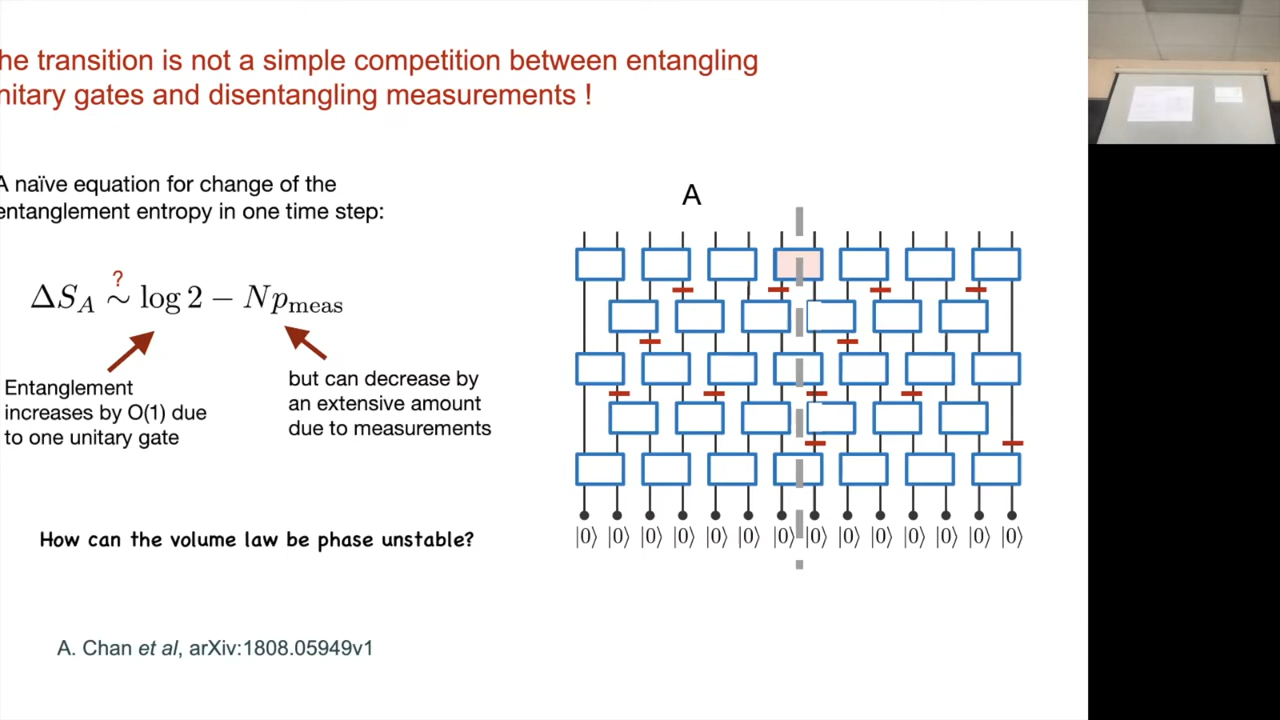 he transition is not a simple competition between entangling
nitary gates and disentangling measurements !
A naïve equation for change of the
entanglement entropy in one time step:
A
ΔS_A ?∼ log 2 − Np_meas
Entanglement
increases by O(1) due
to one unitary gate
but can decrease by
an extensive amount
due to measurements
How can the volume law be phase unstable?
|0⟩ |0⟩ |0⟩ |0⟩ |0⟩ |0⟩ |0⟩ |0⟩ |0⟩ |0⟩ |0⟩ |0⟩ |0⟩ |0⟩
A. Chan et al, arXiv:1808.05949v1